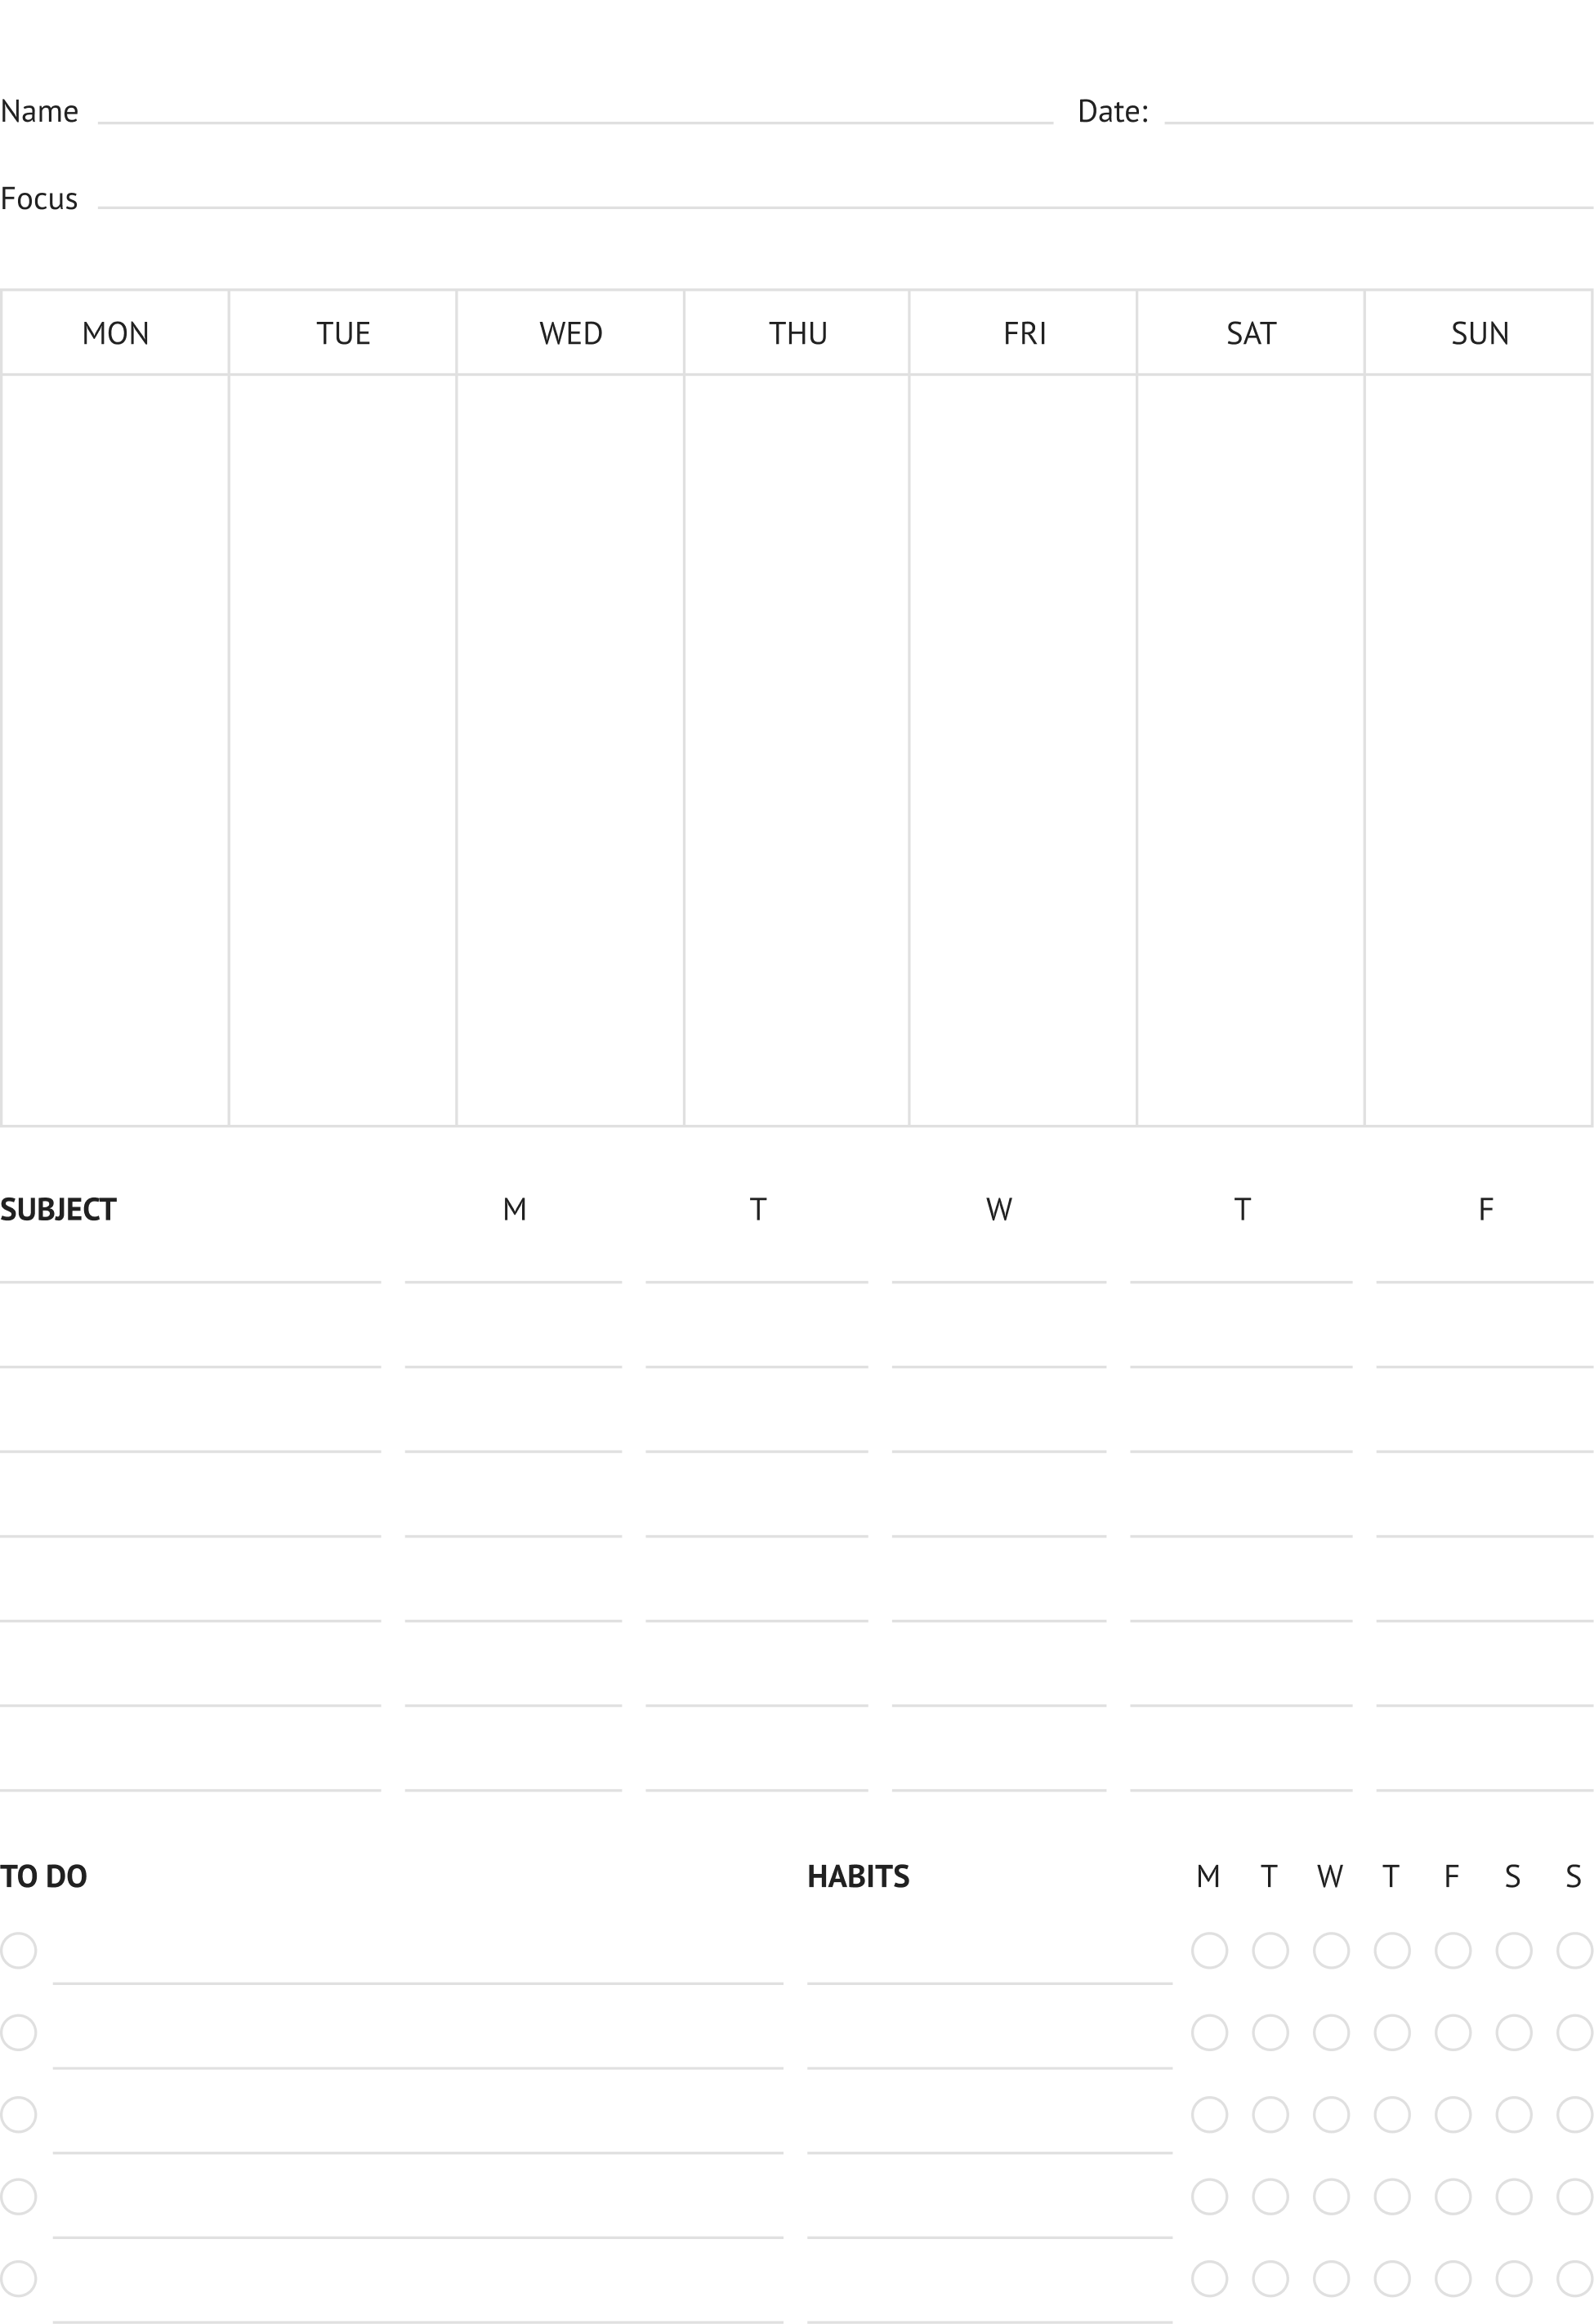 Name Date:
Focus
MON TUE WED THU FRI SAT SUN
SUBJECT M T W T F
TO DO HABITS M T W T F S S